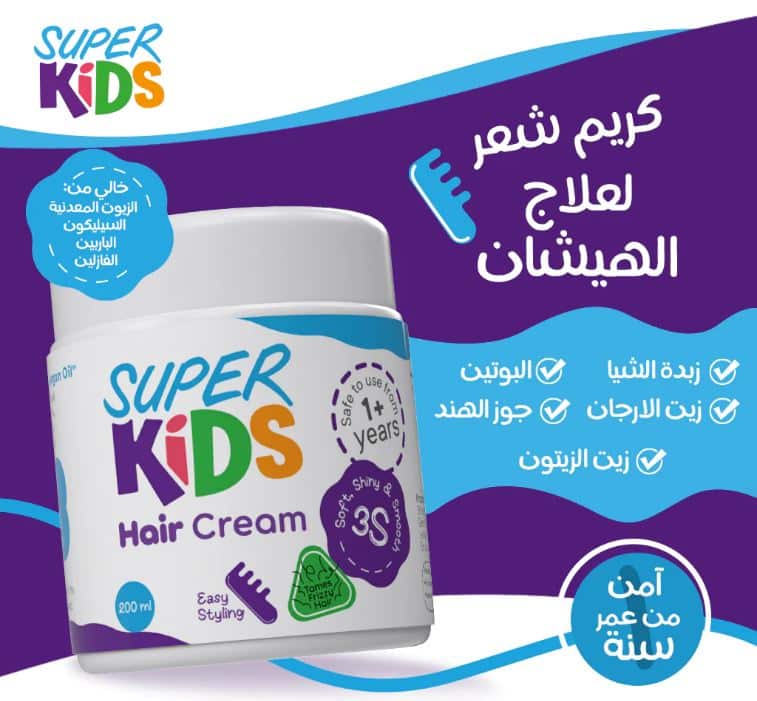 SUPER
KiDS
كريم شعر
لعلاج
الهيشان
خالي من:
الزيوت المعدنية
السيليكون
البارين
الفازلين
زبدة الشيا
البوتين
زيت الارجان
جوز الهند
زيت الزيتون
SUPER
KiDS
Hair Cream
Safe to use from
1+
years
Soft, Shiny & Smooth
3S
Easy
Styling
Tames
Frizzy
Hair
200 ml
آمن
من عمر
سنة